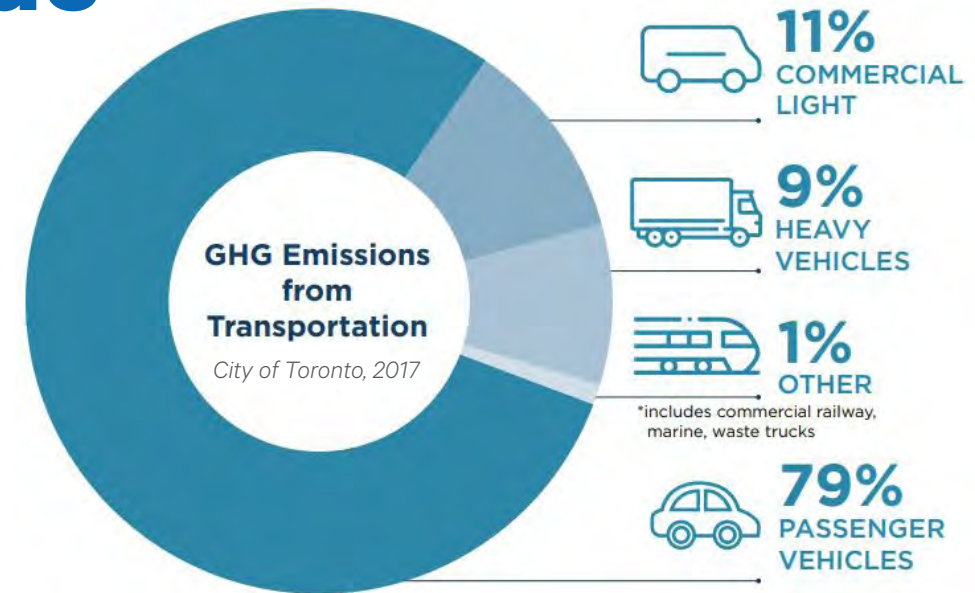 GHG Emissions
from
Transportation
City of Toronto, 2017
11%
COMMERCIAL
LIGHT
9%
HEAVY
VEHICLES
1%
OTHER
*includes commercial railway,
marine, waste trucks
79%
PASSENGER
VEHICLES